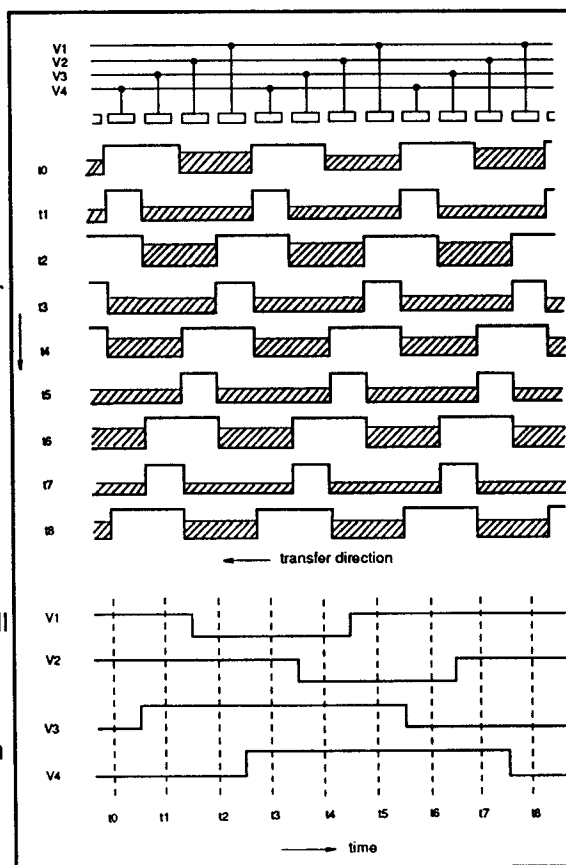 V1
V2
V3
V4
t0
t1
t2
t3
t4
t5
t6
t7
t8
transfer direction
V1
V2
V3
V4
t0 t1 t2 t3 t4 t5 t6 t7 t8
time